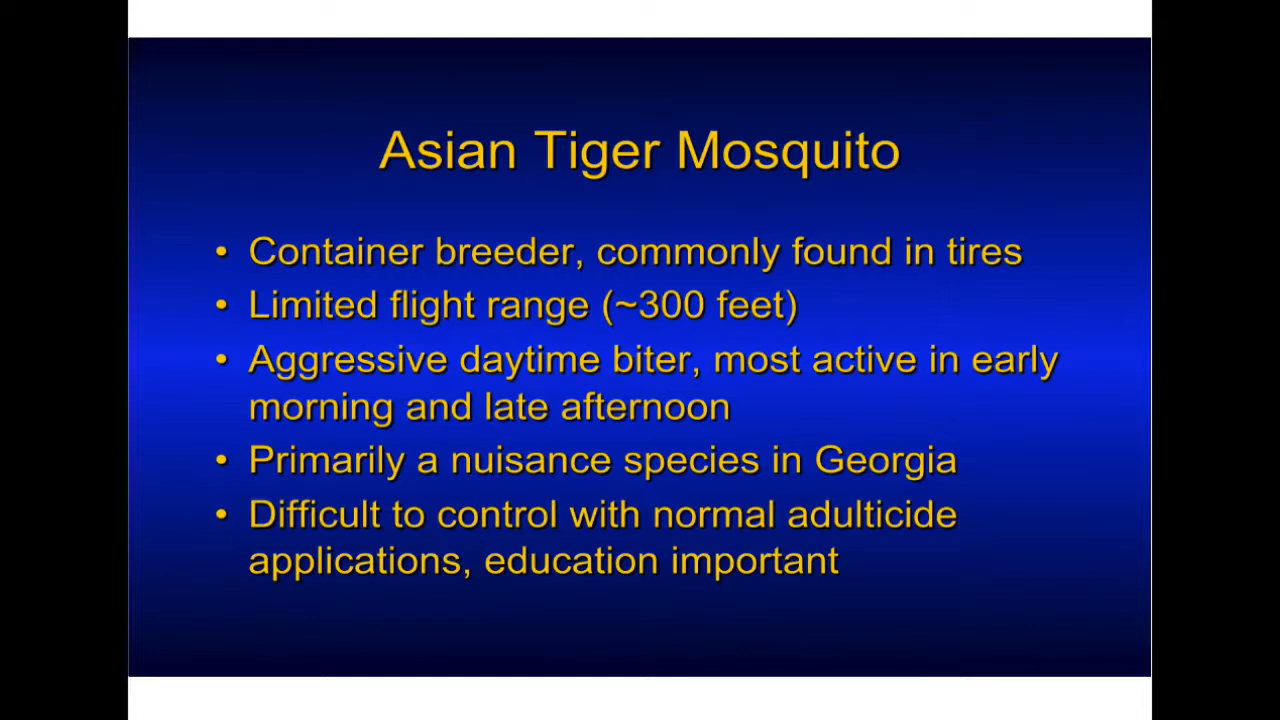 Asian Tiger Mosquito
• Container breeder, commonly found in tires
• Limited flight range (~300 feet)
• Aggressive daytime biter, most active in early
morning and late afternoon
• Primarily a nuisance species in Georgia
• Difficult to control with normal adulticide
applications, education important